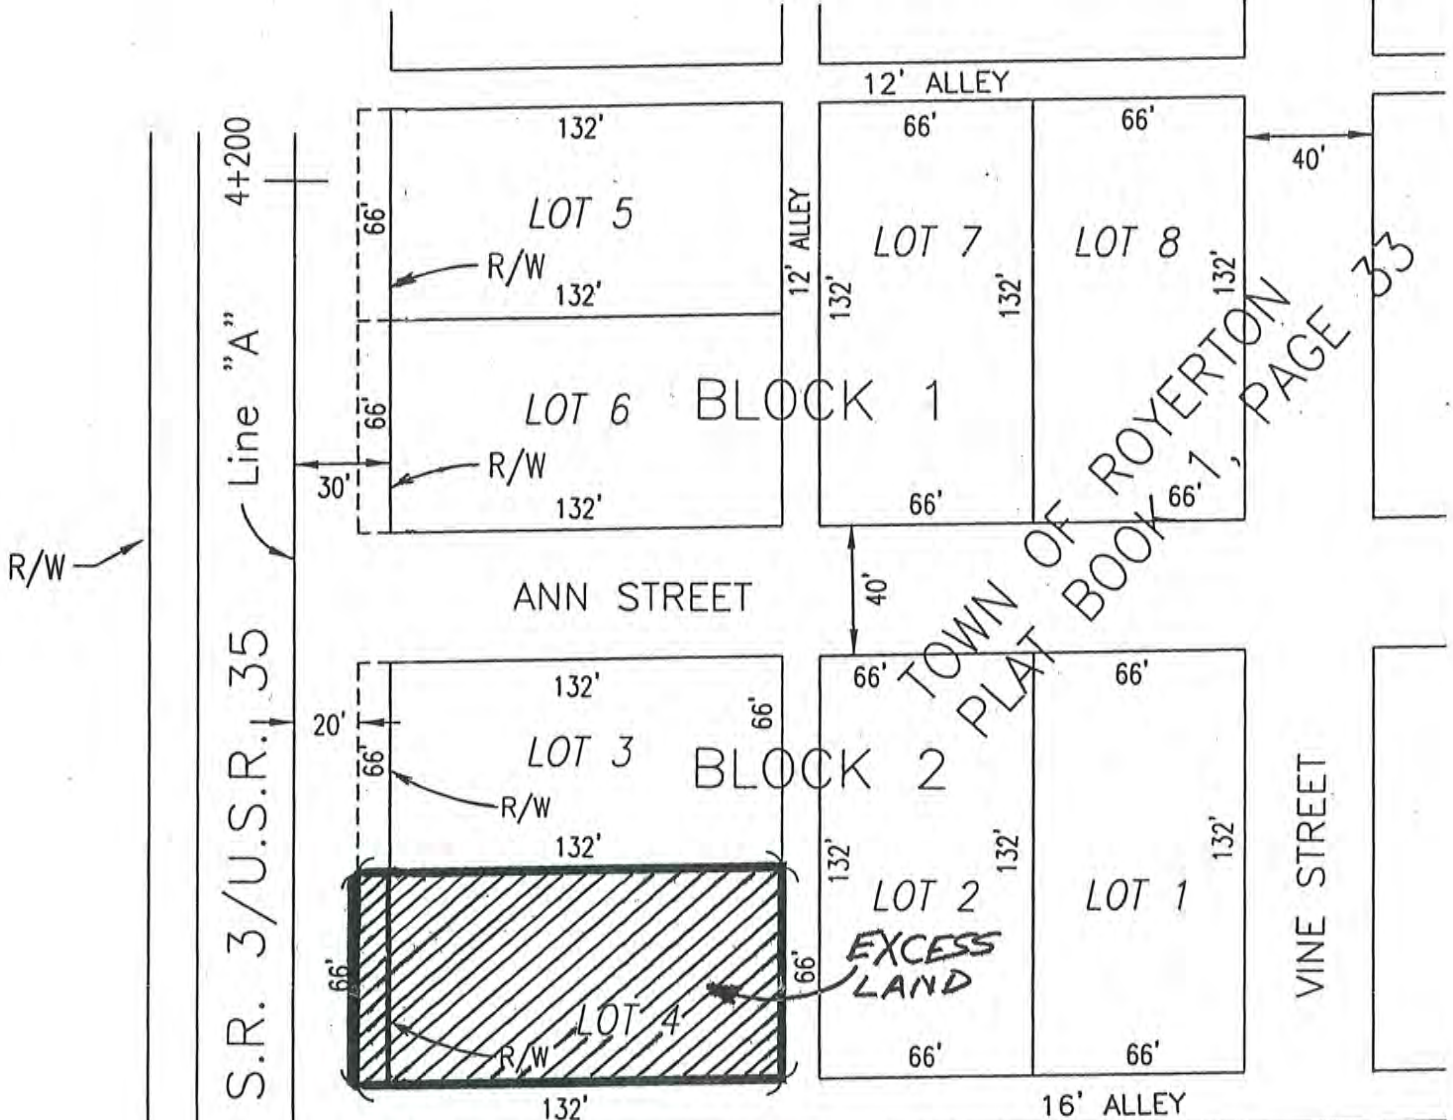 12' ALLEY
132'
66'
66'
40'
4+200
66'
LOT 5
12' ALLEY
LOT 7
LOT 8
R/W
132'
132'
132'
132'
Line "A"
66'
LOT 6
BLOCK 1
R/W
30'
132'
66'
66'
R/W
ANN STREET
40'
TOWN OF ROYERTON
PLAT BOOK 1, PAGE 33
S.R. 3/U.S.R. 35
132'
66'
66'
20'
66'
66'
LOT 3
BLOCK 2
R/W
132'
132'
132'
132'
LOT 2
LOT 1
VINE STREET
EXCESS
LAND
66'
66'
LOT 4
R/W
66'
66'
132'
16' ALLEY